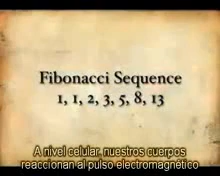 Fibonacci Sequence
1, 1, 2, 3, 5, 8, 13
A nivel celular, nuestros cuerpos
reaccionan al pulso electromagnético